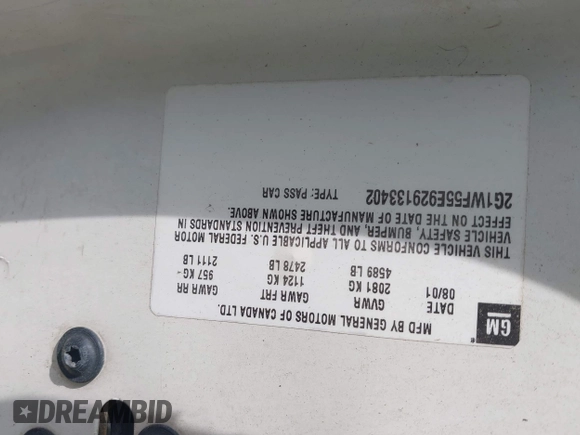 GM
MFD BY GENERAL MOTORS OF CANADA LTD.
DATE GVWR GAWR FRT GAWR RR
08/01 2081 KG 1124 KG 957 KG
4589 LB 2478 LB 2111 LB
THIS VEHICLE CONFORMS TO ALL APPLICABLE U.S. FEDERAL MOTOR
VEHICLE SAFETY, BUMPER, AND THEFT PREVENTION STANDARDS IN
EFFECT ON THE DATE OF MANUFACTURE SHOWN ABOVE.
2G1WF55E929133402 TYPE: PASS CAR
DREAMBID